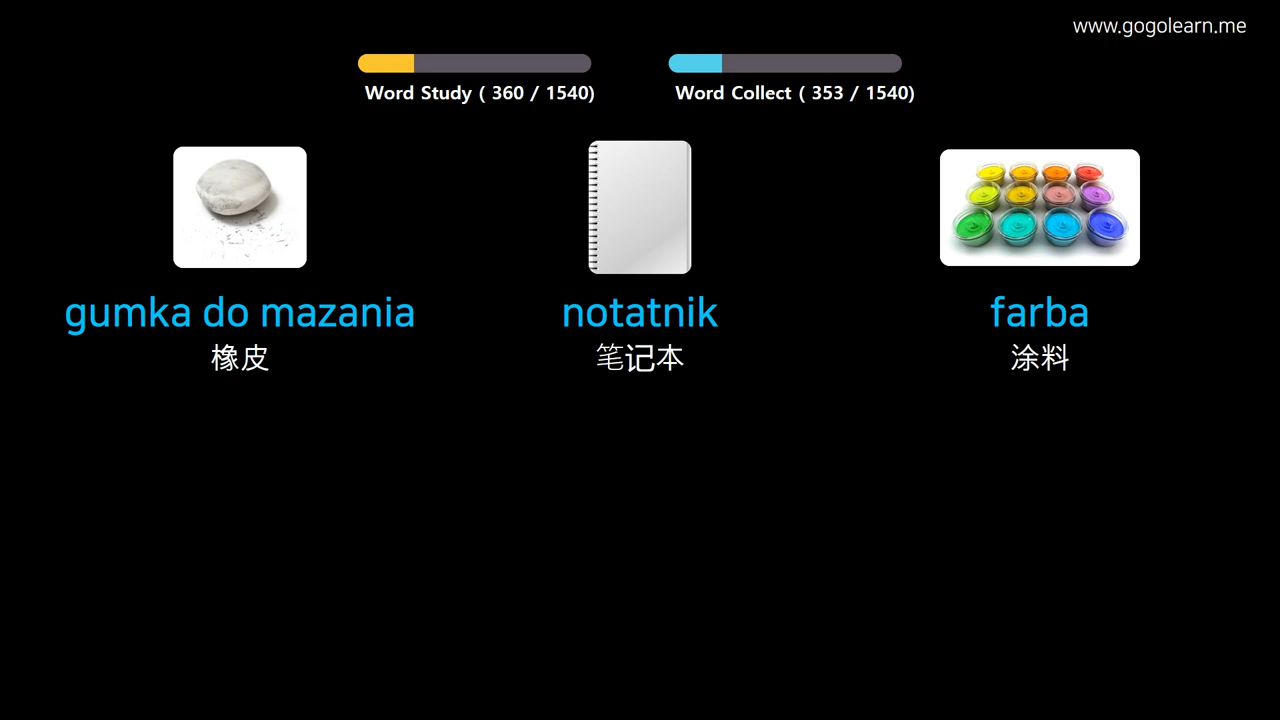 www.gogolearn.me
Word Study ( 360 / 1540)
Word Collect ( 353 / 1540)
gumka do mazania
橡皮
notatnik
笔记本
farba
涂料